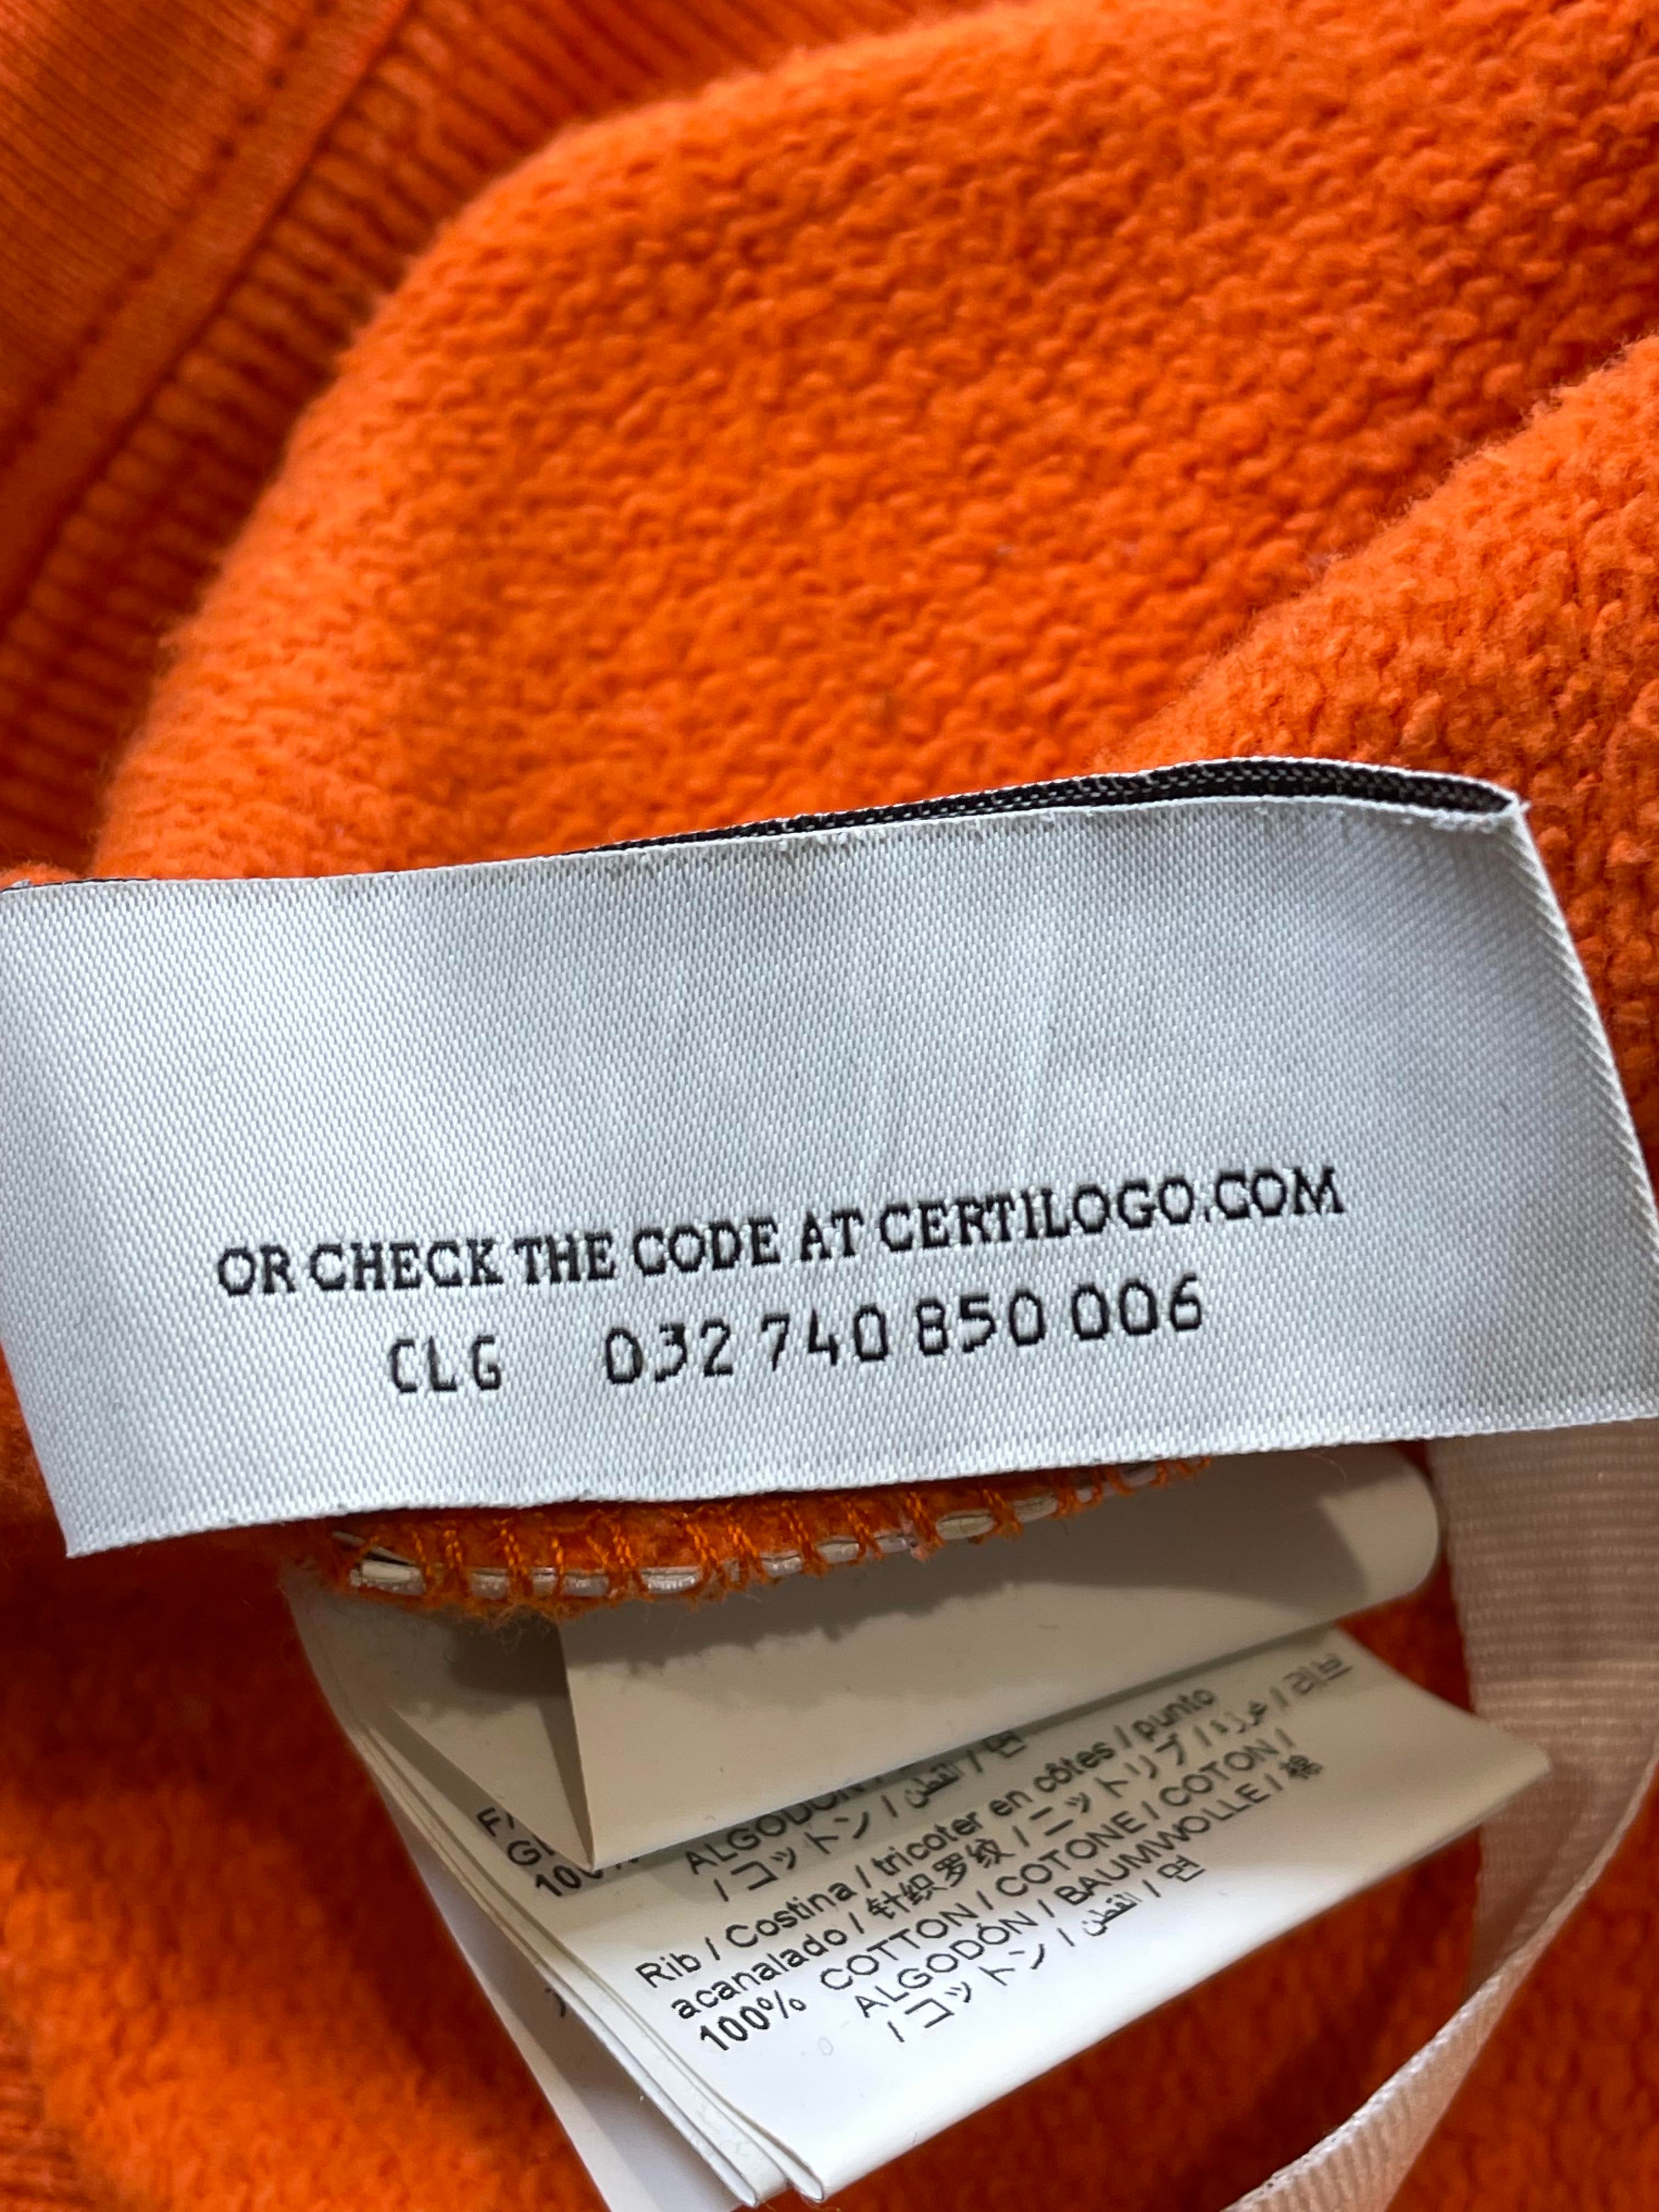 OR CHECK THE CODE AT CERTILOGO.COM
CLG 032 740 850 006
ALGODÓN /
/ コットン / القطن / 면
Rib / Costina / tricoter en côtes / punto
acanalado / 针织罗纹 / ニットリブ / غرزة / 리브
100% COTTON / COTONE / COTON /
ALGODÓN / BAUMWOLLE / 棉
/ コットン / القطن / 면